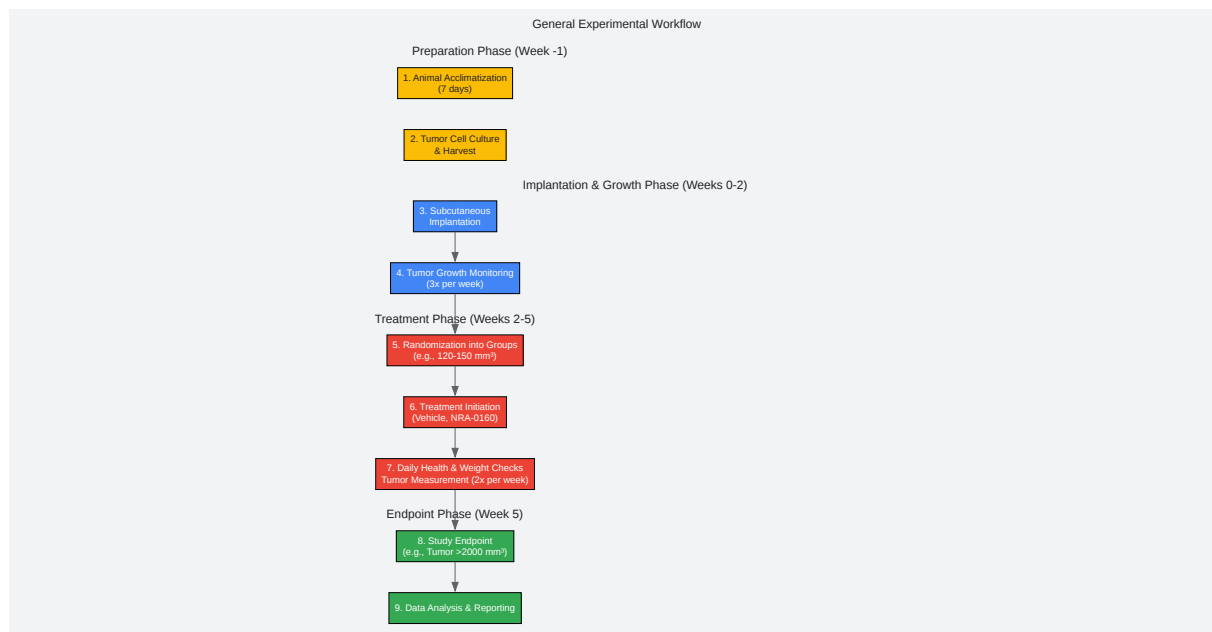 General Experimental Workflow
Preparation Phase (Week -1)
1. Animal Acclimatization
(7 days)
2. Tumor Cell Culture
& Harvest
Implantation & Growth Phase (Weeks 0-2)
3. Subcutaneous
Implantation
4. Tumor Growth Monitoring
(3x per week)
Treatment Phase (Weeks 2-5)
5. Randomization into Groups
(e.g., 120-150 mm³)
6. Treatment Initiation
(Vehicle, NRA-0160)
7. Daily Health & Weight Checks
Tumor Measurement (2x per week)
Endpoint Phase (Week 5)
8. Study Endpoint
(e.g., Tumor >2000 mm³)
9. Data Analysis & Reporting